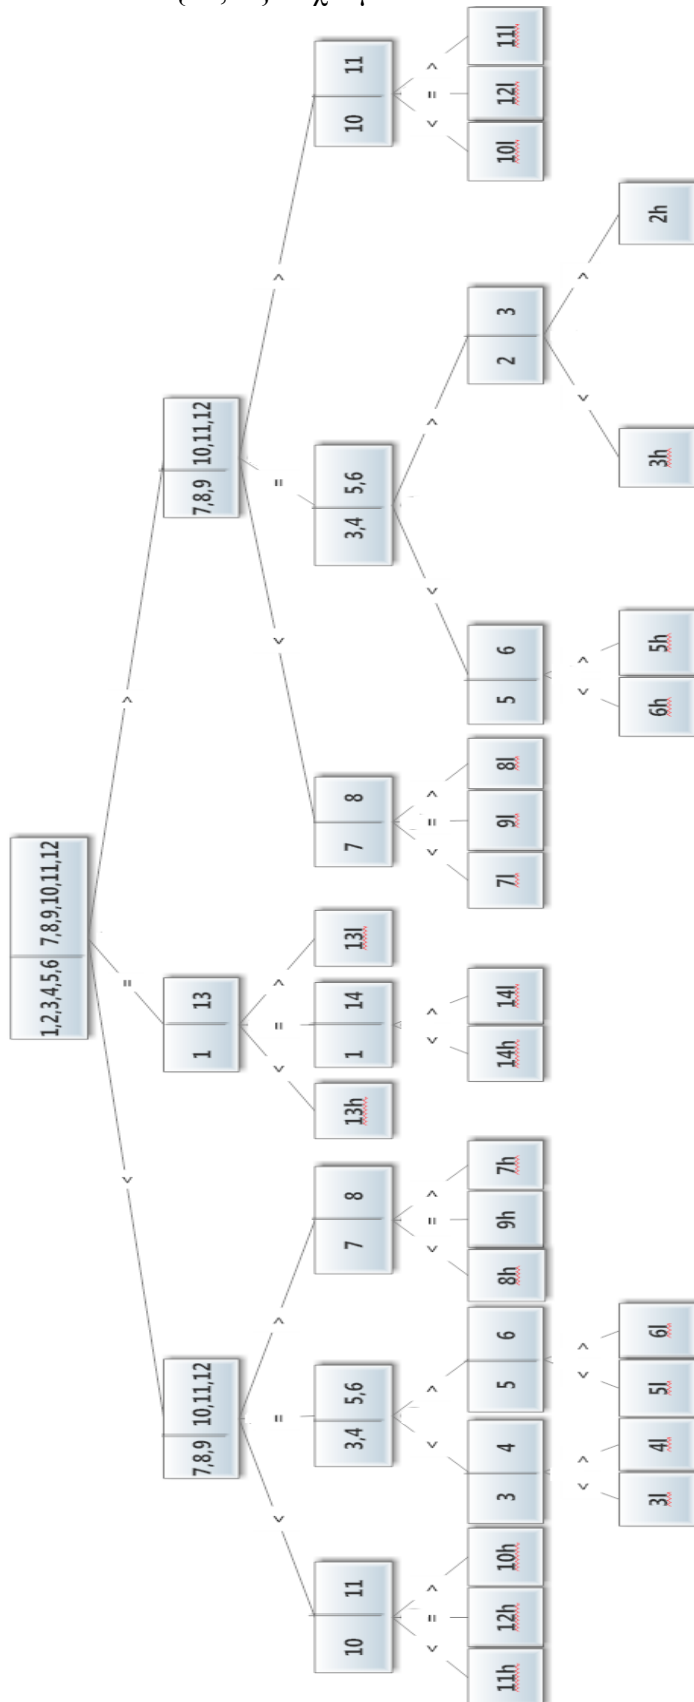 1,2,3,4,5,6 7,8,9,10,11,12
< = >
7,8,9 10,11,12 1 13 7,8,9 10,11,12
< = > < = > < = >
10 11 3,4 5,6 7 8 13h 1 14 13l 7 8 3,4 5,6 10 11
< = > < > < = > < > < = > < > < = >
11h 12h 10h 3 4 5 6 8h 9h 7h 14h 14l 7l 9l 8l 5 6 2 3 10l 12l 11l
< > < > < > < >
3l 4l 5l 6l 6h 5h 3h 2h